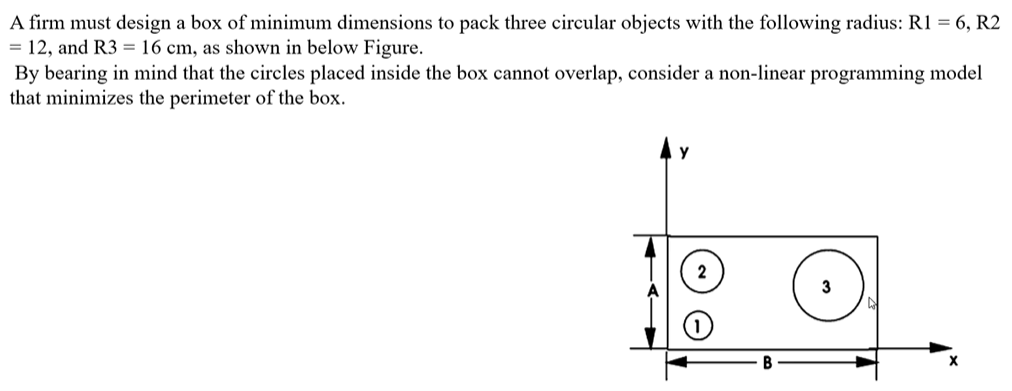 A firm must design a box of minimum dimensions to pack three circular objects with the following radius: R1 = 6, R2
= 12, and R3 = 16 cm, as shown in below Figure.
By bearing in mind that the circles placed inside the box cannot overlap, consider a non-linear programming model
that minimizes the perimeter of the box.
y
2
3
A
1
B
x